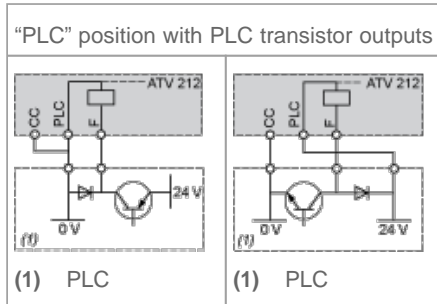 “PLC” position with PLC transistor outputs
ATV 212
CC
PLC
F
0 V
24 V
(1)
(1) PLC
ATV 212
CC
PLC
F
0 V
24 V
(1)
(1) PLC